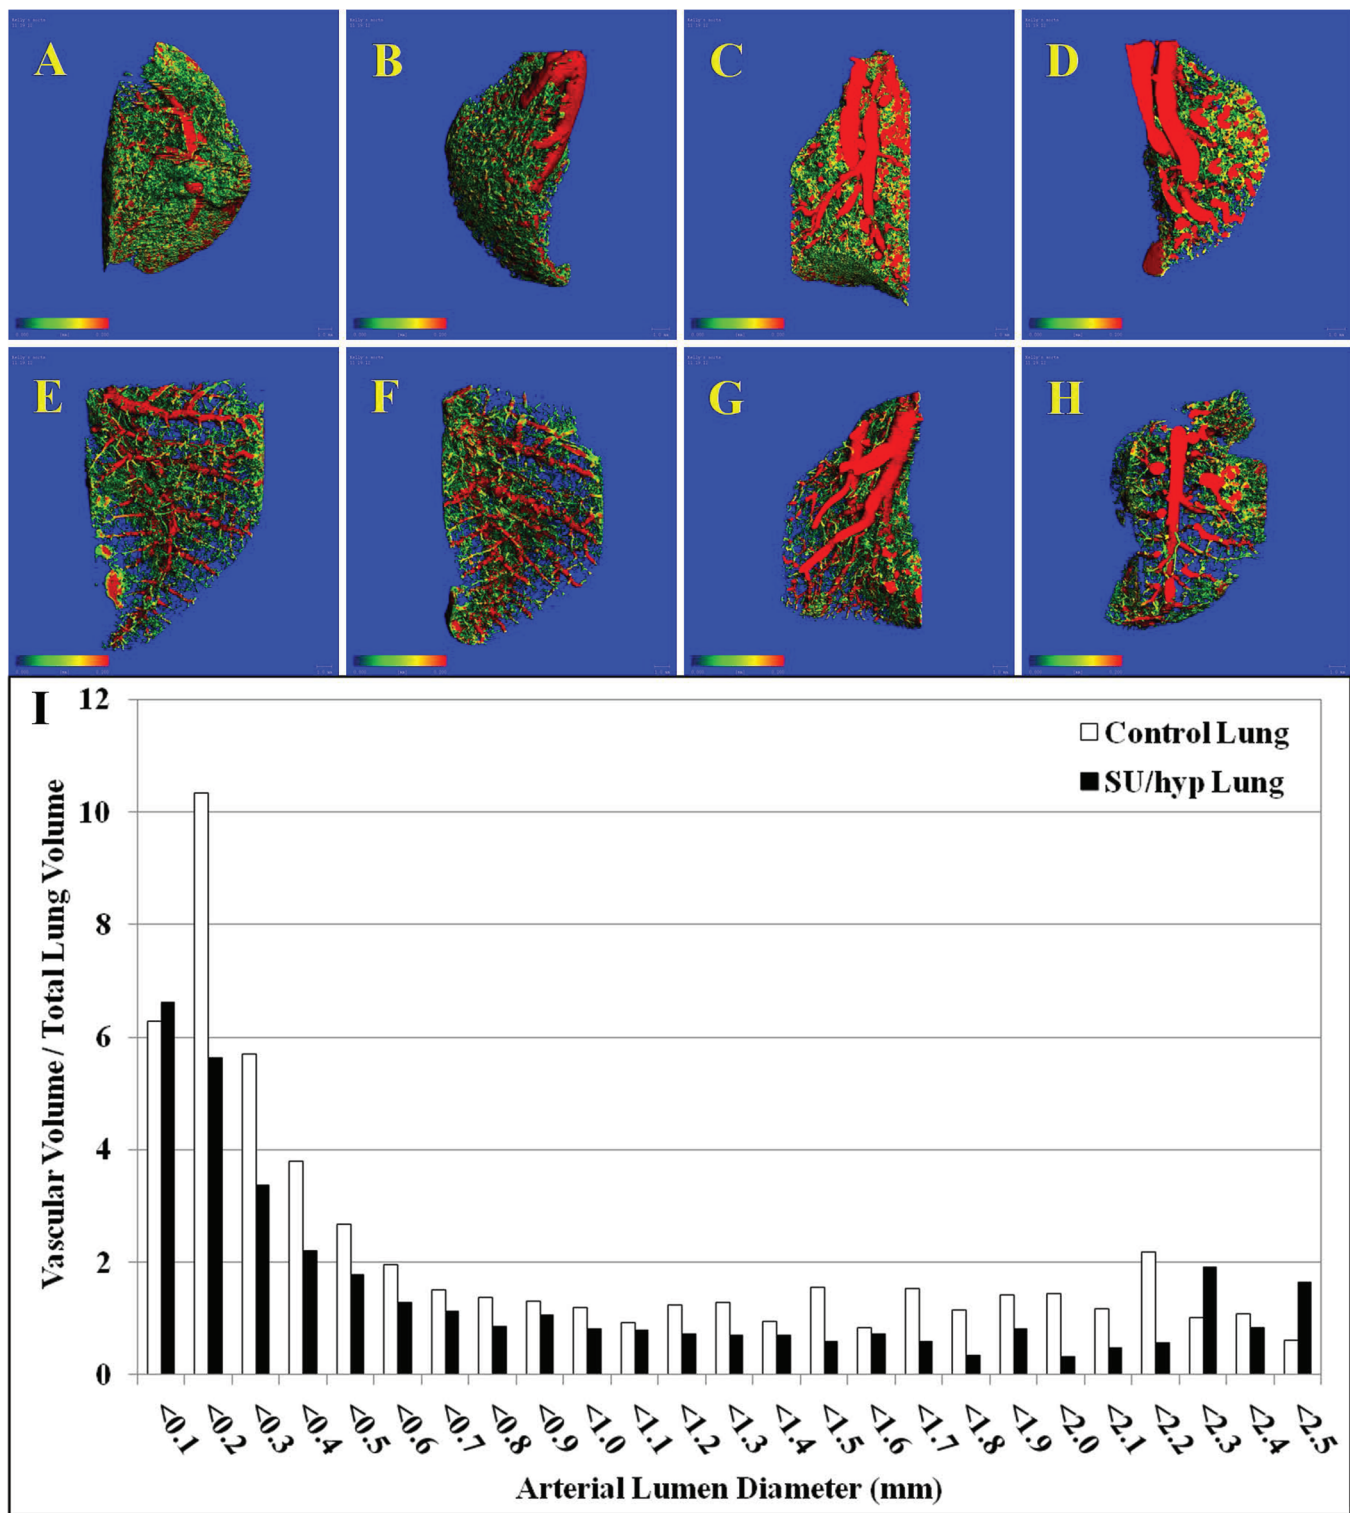 A
B
C
D
E
F
G
H
I
12
10
8
6
4
2
0
Vascular Volume / Total Lung Volume
Control Lung
SU/hyp Lung
<0.1 <0.2 <0.3 <0.4 <0.5 <0.6 <0.7 <0.8 <0.9 <1.0 <1.1 <1.2 <1.3 <1.4 <1.5 <1.6 <1.7 <1.8 <1.9 <2.0 <2.1 <2.2 <2.3 <2.4 <2.5
Arterial Lumen Diameter (mm)